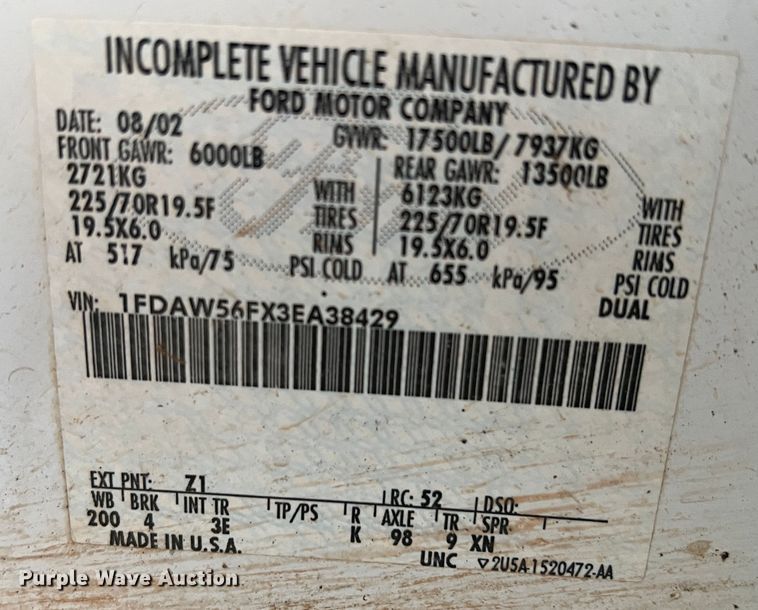 INCOMPLETE VEHICLE MANUFACTURED BY
FORD MOTOR COMPANY
DATE: 08/02 GVWR: 17500LB/ 7937KG
FRONT GAWR: 6000LB REAR GAWR: 13500LB
2721KG WITH 6123KG WITH
225/70R19.5F TIRES 225/70R19.5F TIRES
19.5X6.0 RIMS 19.5X6.0 RIMS
AT 517 kPa/75 PSI COLD AT 655 kPa/95 PSI COLD
DUAL
VIN: 1FDAW56FX3EA38429
EXT PNT: Z1 RC: 52 DSO:
WB BRK INT TR TP/PS R AXLE TR SPR
200 4 3E K 98 9 XN
MADE IN U.S.A.
UNC ▽2U5A-1520472-AA
Purple Wave Auction